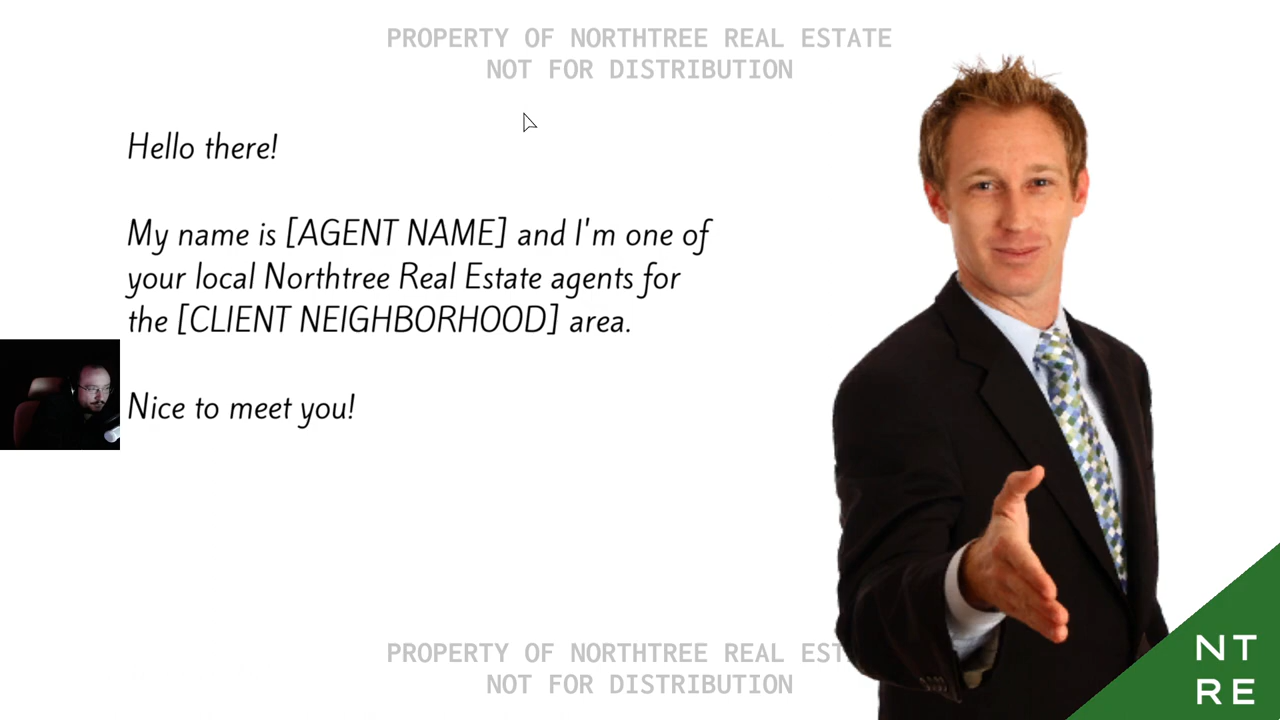 PROPERTY OF NORTHTREE REAL ESTATE
NOT FOR DISTRIBUTION
Hello there!
My name is [AGENT NAME] and I'm one of
your local Northtree Real Estate agents for
the [CLIENT NEIGHBORHOOD] area.
Nice to meet you!
PROPERTY OF NORTHTREE REAL EST
NOT FOR DISTRIBUTION
NT
RE